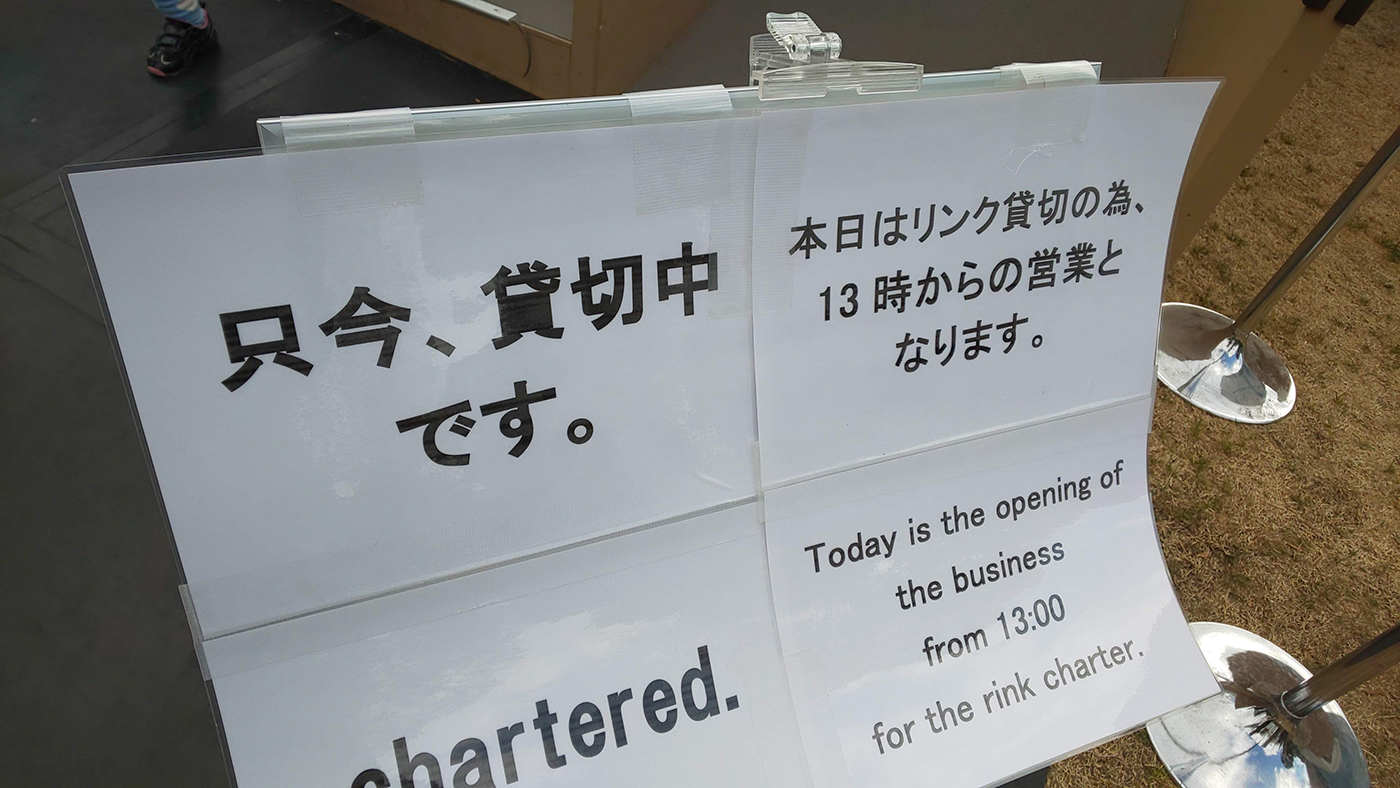 只今、貸切中
です。
本日はリンク貸切の為、
13時からの営業と
なります。
chartered.
Today is the opening of
the business
from 13:00
for the rink charter.